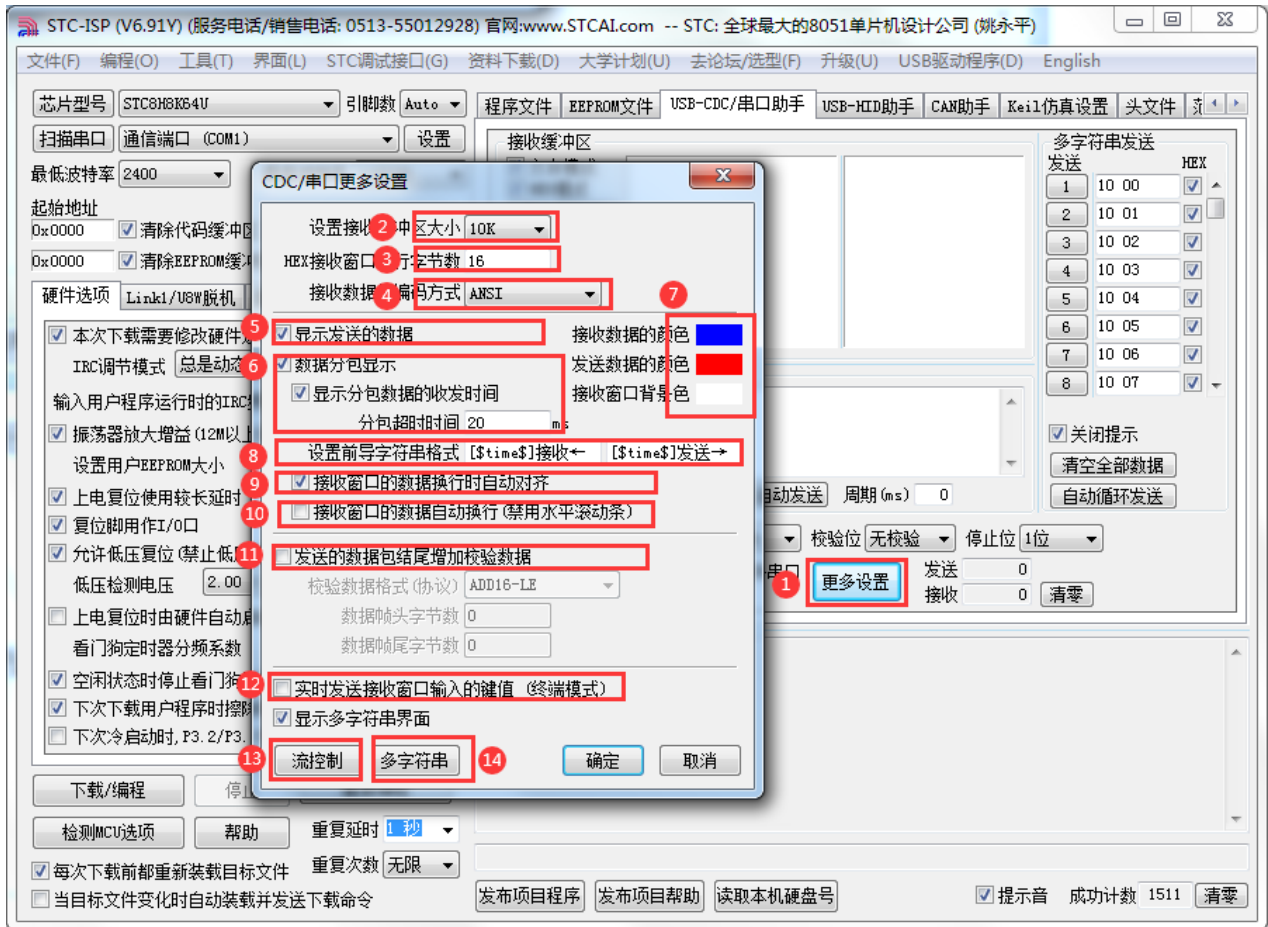 STC-ISP (V6.91Y) (服务电话/销售电话: 0513-55012928) 官网:www.STCAI.com -- STC: 全球最大的8051单片机设计公司 (姚永平)
文件(F) 编程(O) 工具(T) 界面(L) STC调试接口(G) 资料下载(D) 大学计划(U) 去论坛/选型(F) 升级(U) USB驱动程序(D) English
芯片型号 STC8H8K64U 引脚数 Auto
程序文件 EEPROM文件 USB-CDC/串口助手 USB-HID助手 CAN助手 Keil仿真设置 头文件
扫描串口 通信端口 (COM1) 设置
最低波特率 2400
起始地址
0x0000 清除代码缓冲区
0x0000 清除EEPROM缓冲
硬件选项 Link1/U8W脱机
本次下载需要修改硬件
IRC调节模式 总是动态
输入用户程序运行时的IRC
振荡器放大增益(12M以上
设置用户EEPROM大小
上电复位使用较长延时
复位脚用作I/O口
允许低压复位(禁止低
低压检测电压 2.00
上电复位时由硬件自动启
看门狗定时器分频系数
空闲状态时停止看门狗
下次下载用户程序时擦除
下次冷启动时,P3.2/P3.
下载/编程 停止
检测MCU选项 帮助 重复延时 1 秒
每次下载前都重新装载目标文件 重复次数 无限
当目标文件变化时自动装载并发送下载命令
接收缓冲区
多字符串发送
发送 HEX
1 10 00
2 10 01
3 10 02
4 10 03
5 10 04
6 10 05
7 10 06
8 10 07
关闭提示
清空全部数据
自动发送 周期(ms) 0 自动循环发送
校验位 无校验 停止位 1位
串口 1 更多设置 发送 0
接收 0 清零
CDC/串口更多设置
设置接收 2 冲区大小 10K
HEX接收窗口 3 行字节数 16
接收数据 4 编码方式 ANSI 7
5 显示发送的数据 接收数据的颜色
6 数据分包显示 发送数据的颜色
显示分包数据的收发时间 接收窗口背景色
分包超时时间 20 ms
8 设置前导字符串格式 [$time$]接收← [$time$]发送→
9 接收窗口的数据换行时自动对齐
10 接收窗口的数据自动换行(禁用水平滚动条)
11 发送的数据包结尾增加校验数据
校验数据格式(协议) ADD16-LE
数据帧头字节数 0
数据帧尾字节数 0
12 实时发送接收窗口输入的键值 (终端模式)
显示多字符串界面
13 流控制 多字符串 14 确定 取消
发布项目程序 发布项目帮助 读取本机硬盘号 提示音 成功计数 1511 清零